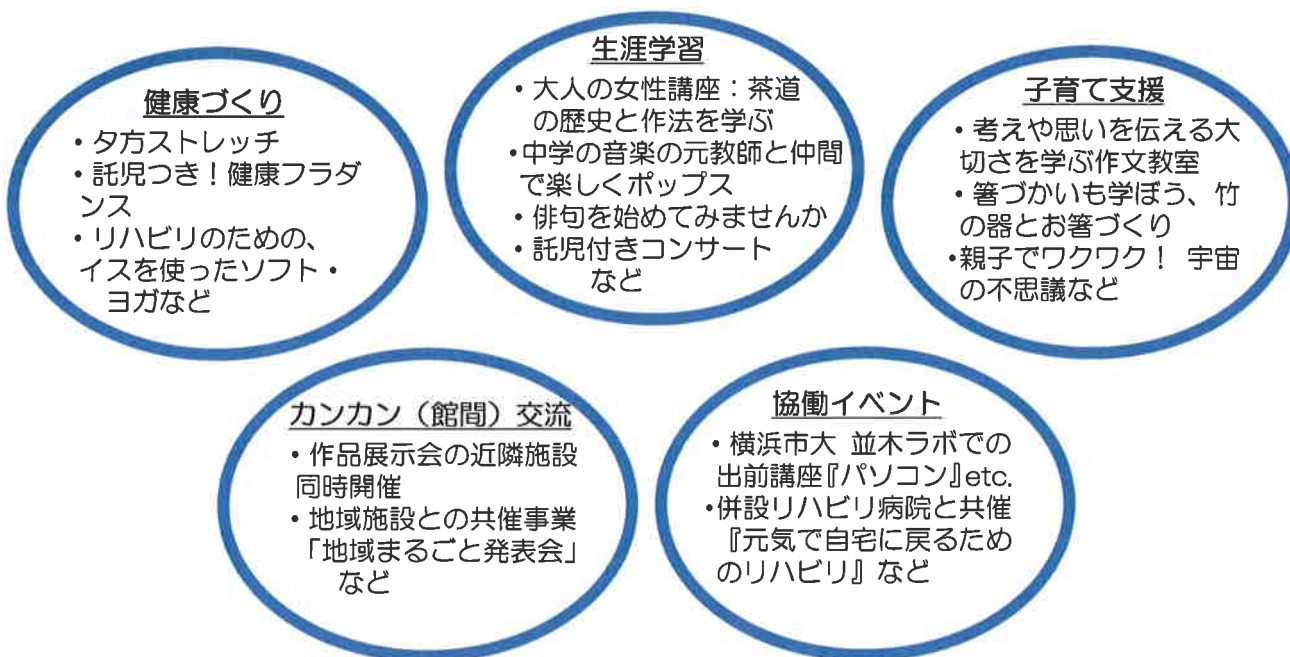 健康づくり
・夕方ストレッチ
・託児つき！健康フラダ
ンス
・リハビリのための、
イスを使ったソフト・
ヨガなど
生涯学習
・大人の女性講座：茶道
の歴史と作法を学ぶ
・中学の音楽の元教師と仲間
で楽しくポップス
・俳句を始めてみませんか
・託児付きコンサート
など
子育て支援
・考えや思いを伝える大
切さを学ぶ作文教室
・箸づかいも学ぼう、竹
の器とお箸づくり
・親子でワクワク！ 宇宙
の不思議など
カンカン（館間）交流
・作品展示会の近隣施設
同時開催
・地域施設との共催事業
「地域まるごと発表会」
など
協働イベント
・横浜市大 並木ラボでの
出前講座『パソコン』etc.
・併設リハビリ病院と共催
『元気で自宅に戻るため
のリハビリ』など